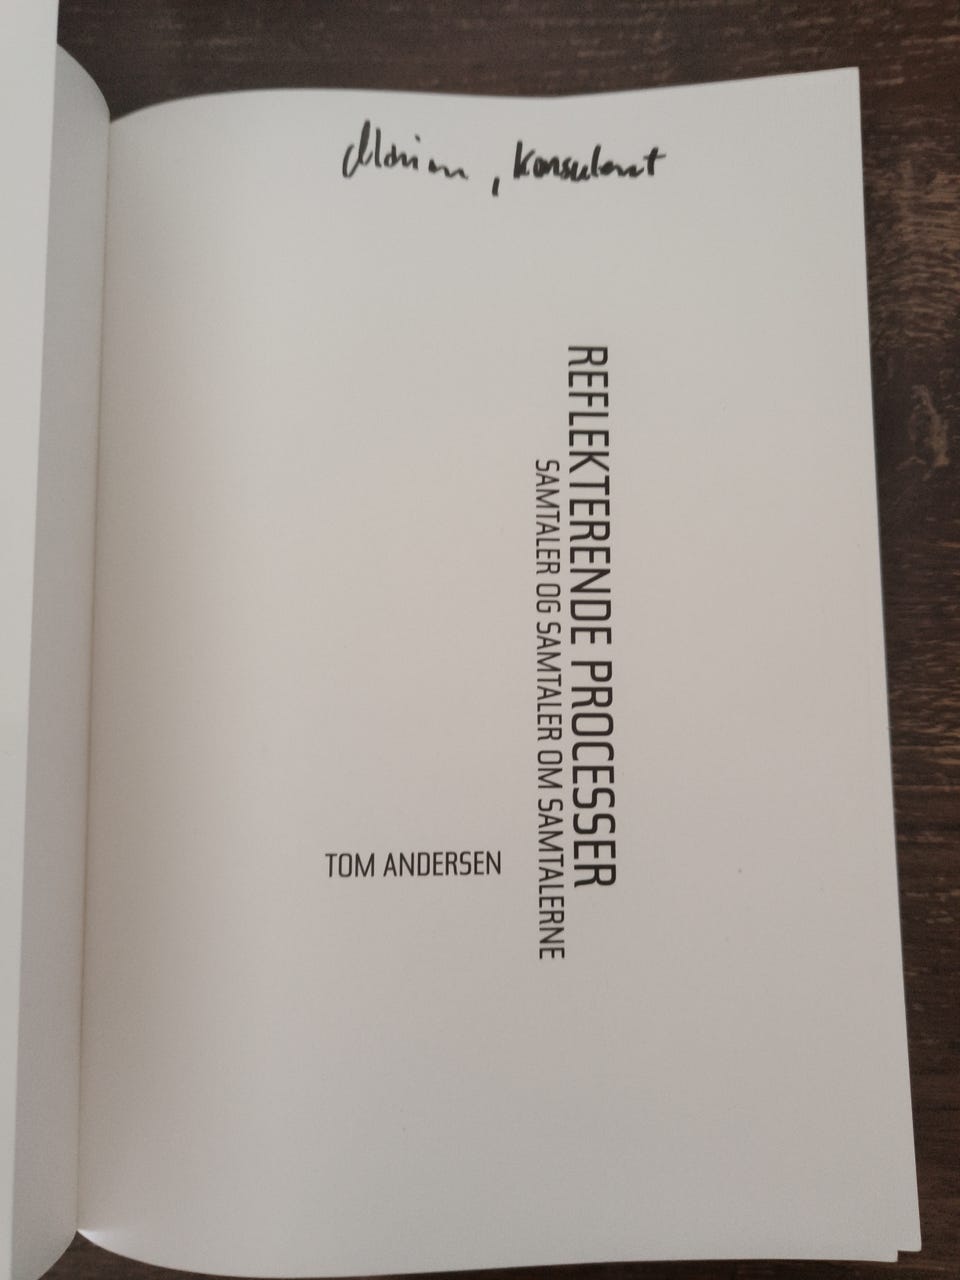 , Konsulent
REFLEKTERENDE PROCESSER
SAMTALER OG SAMTALER OM SAMTALERNE
TOM ANDERSEN